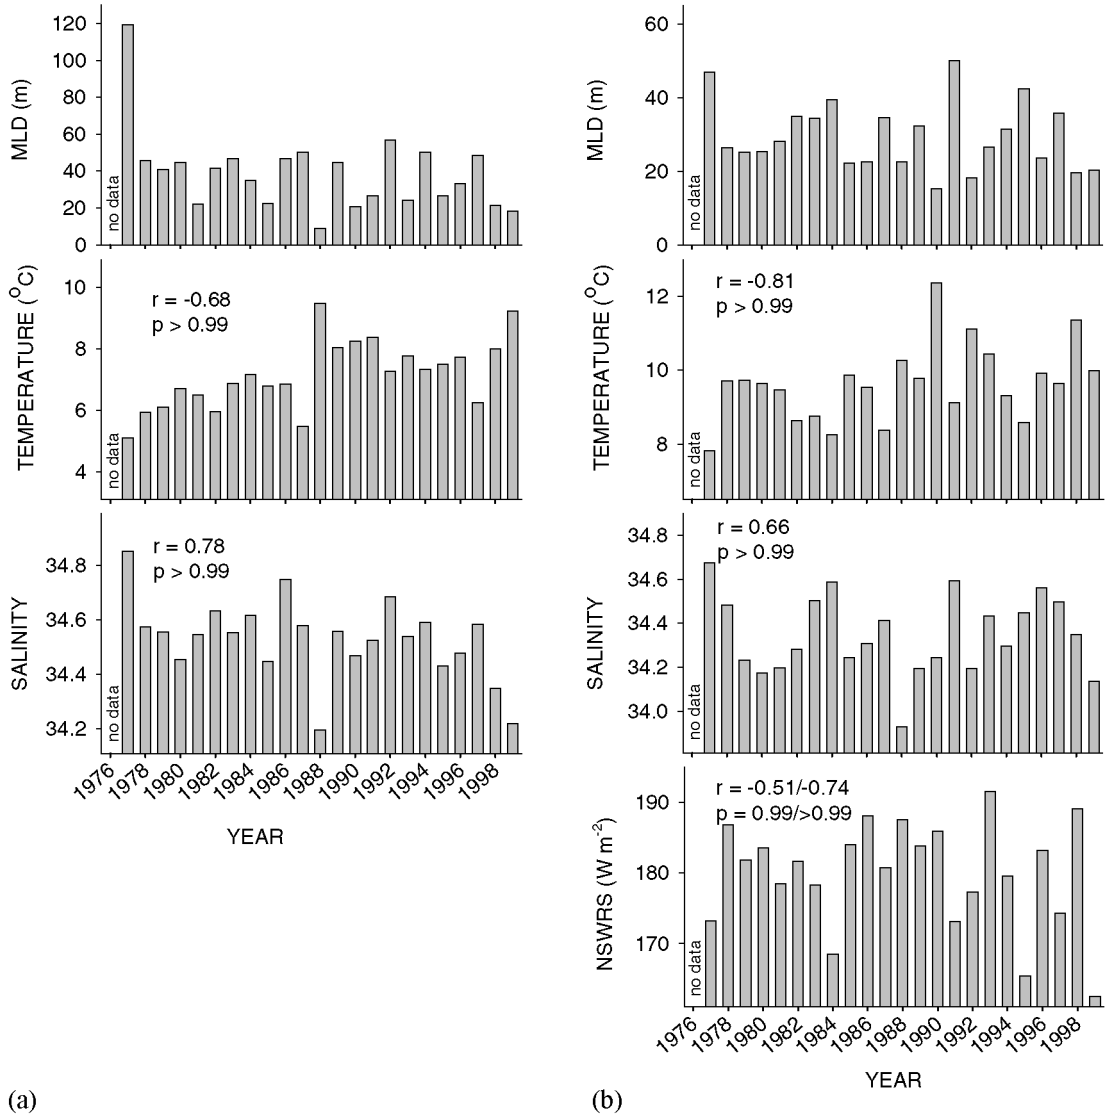 120
100
80
60
40
20
0
MLD (m)
no data
10
8
6
4
TEMPERATURE (°C)
r = -0.68
p > 0.99
no data
34.8
34.6
34.4
34.2
SALINITY
r = 0.78
p > 0.99
no data
1976 1978 1980 1982 1984 1986 1988 1990 1992 1994 1996 1998
YEAR
(a)
60
40
20
0
MLD (m)
no data
12
10
8
TEMPERATURE (°C)
r = -0.81
p > 0.99
no data
34.8
34.6
34.4
34.2
34.0
SALINITY
r = 0.66
p > 0.99
no data
190
180
170
NSWRS (W m⁻²)
r = -0.51/-0.74
p = 0.99/>0.99
no data
1976 1978 1980 1982 1984 1986 1988 1990 1992 1994 1996 1998
YEAR
(b)